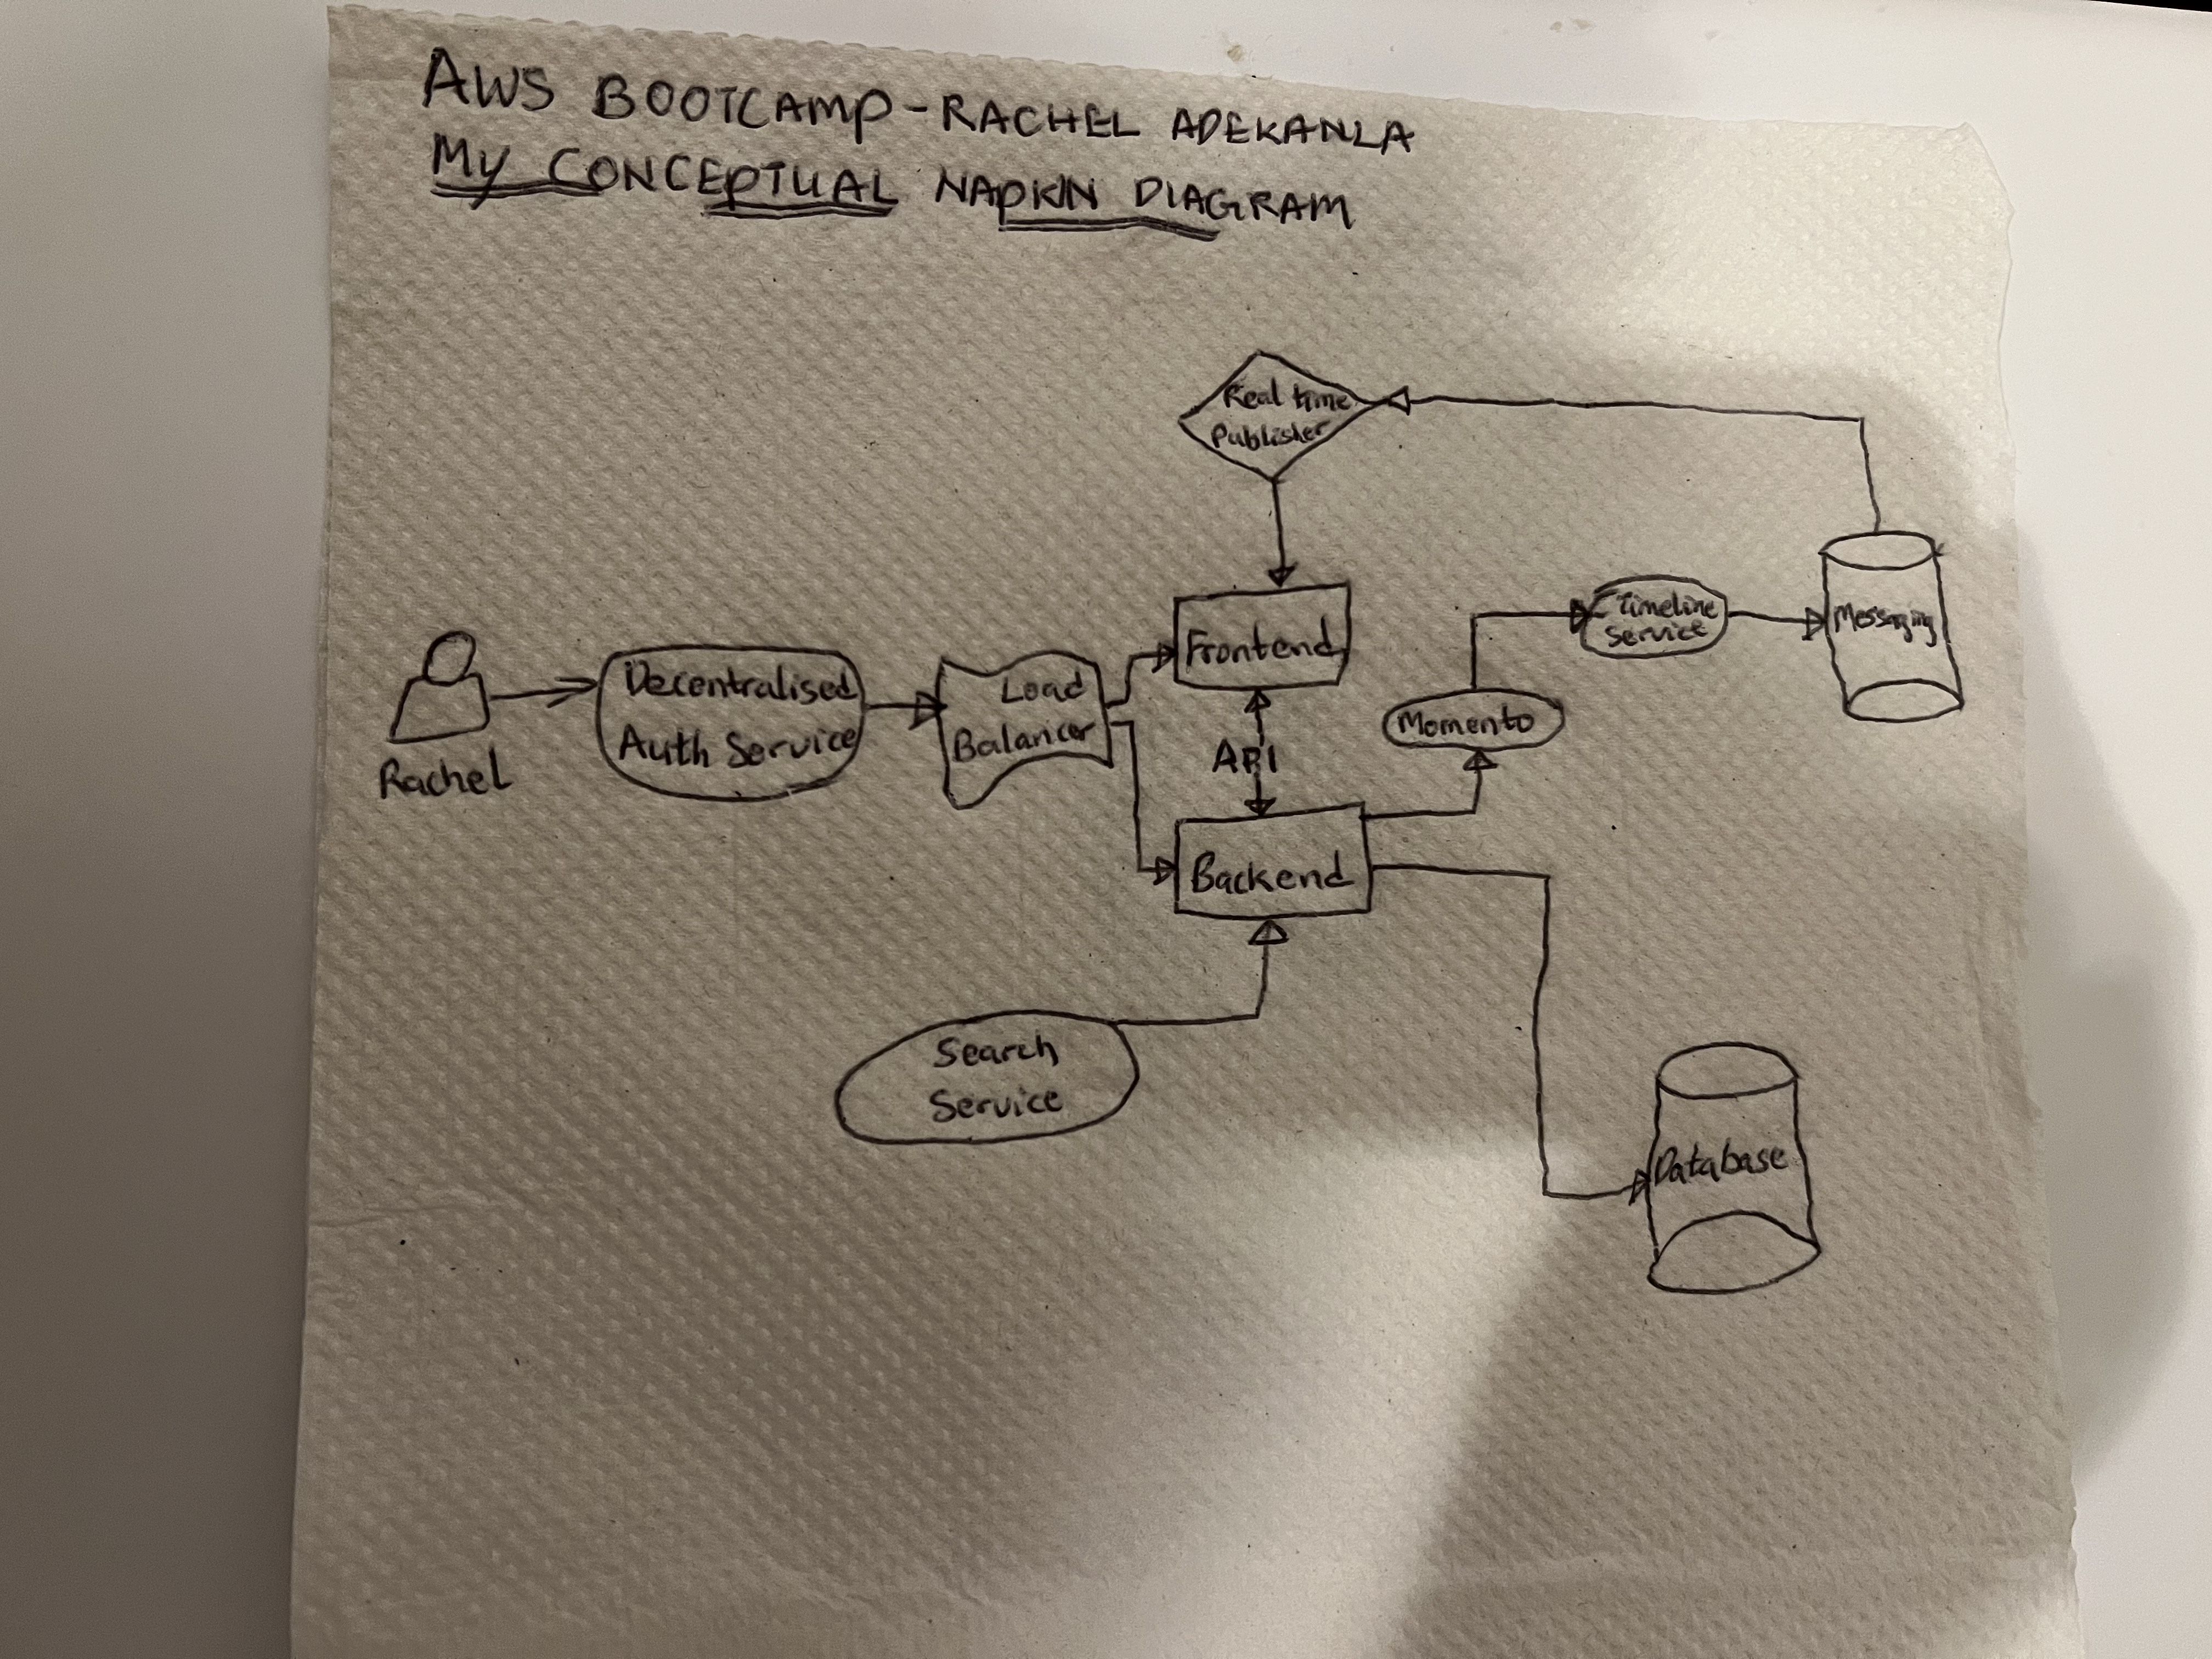 AWS BOOTCAMP - RACHEL ADEKANLA
My CONCEPTUAL NAPKIN DIAGRAM
Real time
Publisher
Timeline
Service
Messaging
Frontend
Decentralised
Auth Service
Load
Balancer
Momento
API
Rachel
Backend
Search
Service
Database